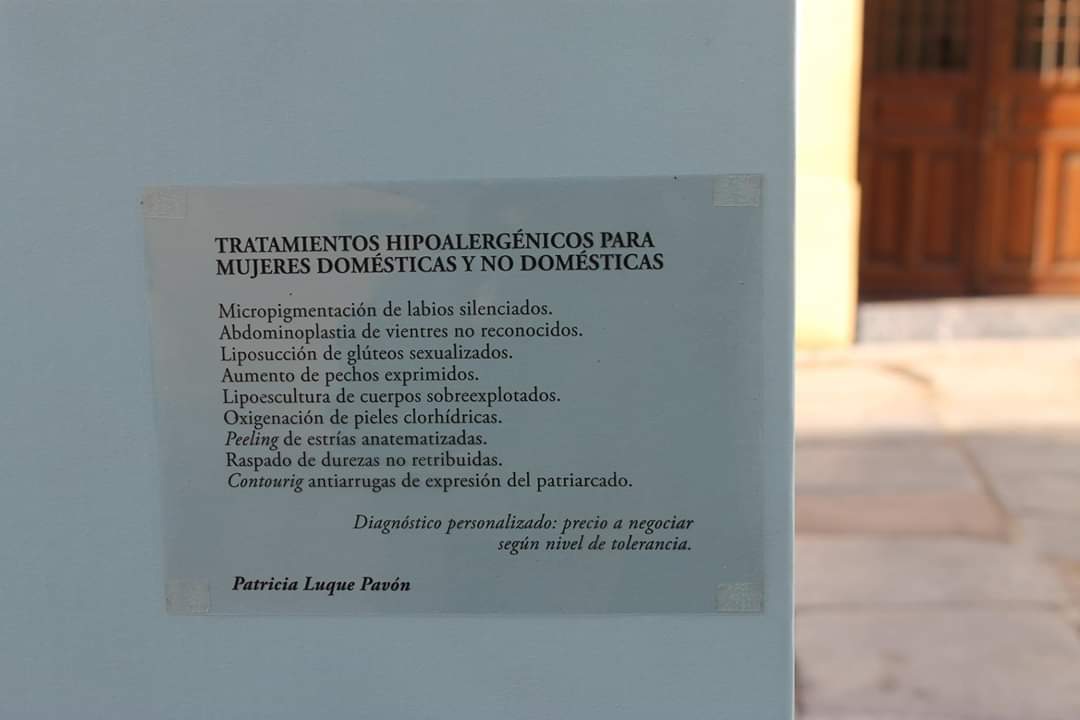 TRATAMIENTOS HIPOALERGÉNICOS PARA
MUJERES DOMÉSTICAS Y NO DOMÉSTICAS
Micropigmentación de labios silenciados.
Abdominoplastia de vientres no reconocidos.
Liposucción de glúteos sexualizados.
Aumento de pechos exprimidos.
Lipoescultura de cuerpos sobreexplotados.
Oxigenación de pieles clorhídricas.
Peeling de estrías anatematizadas.
Raspado de durezas no retribuidas.
Contourig antiarrugas de expresión del patriarcado.
Diagnóstico personalizado: precio a negociar
según nivel de tolerancia.
Patricia Luque Pavón